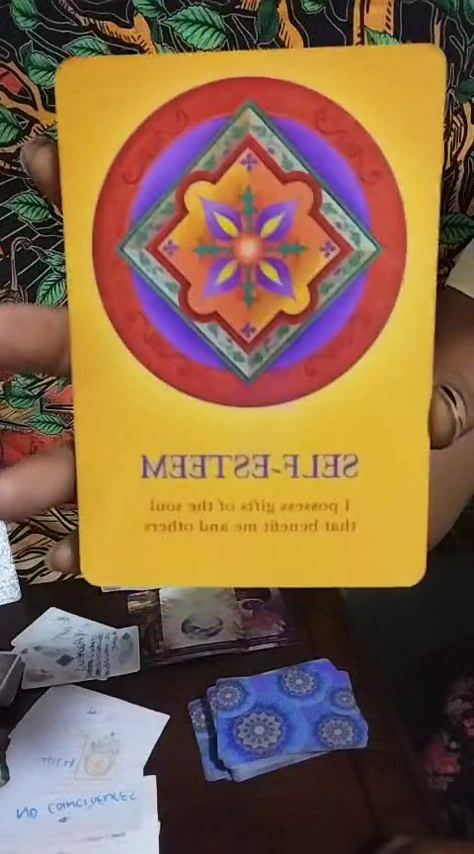 SELF-ESTEEM
I possess gifts of the soul
that benefit me and others
NO COINCIDENCES